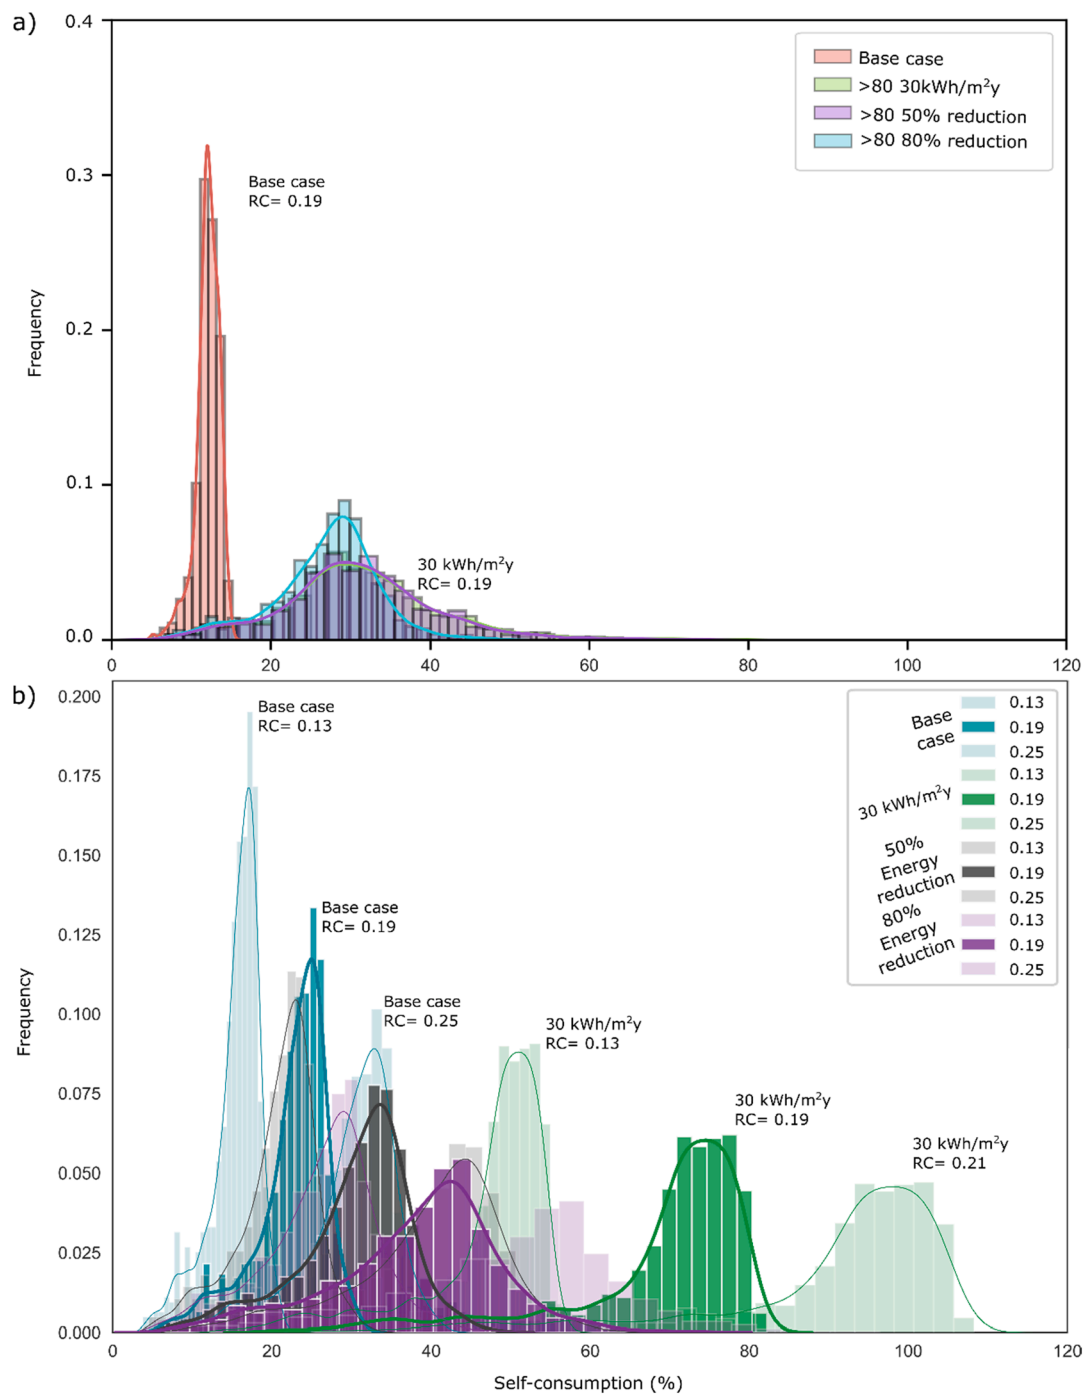 a)
0.4
0.3
0.2
0.1
0.0
Frequency
Base case
>80 30kWh/m²y
>80 50% reduction
>80 80% reduction
Base case
RC= 0.19
30 kWh/m²y
RC= 0.19
0 20 40 60 80 100 120
b)
0.200
0.175
0.150
0.125
0.100
0.075
0.050
0.025
0.000
Frequency
Base case
RC= 0.13
Base case
RC= 0.19
Base case
RC= 0.25
30 kWh/m²y
RC= 0.13
30 kWh/m²y
RC= 0.19
30 kWh/m²y
RC= 0.21
Base
case
0.13
0.19
0.25
30 kWh/m²y
0.13
0.19
0.25
50%
Energy
reduction
0.13
0.19
0.25
80%
Energy
reduction
0.13
0.19
0.25
0 20 40 60 80 100 120
Self-consumption (%)